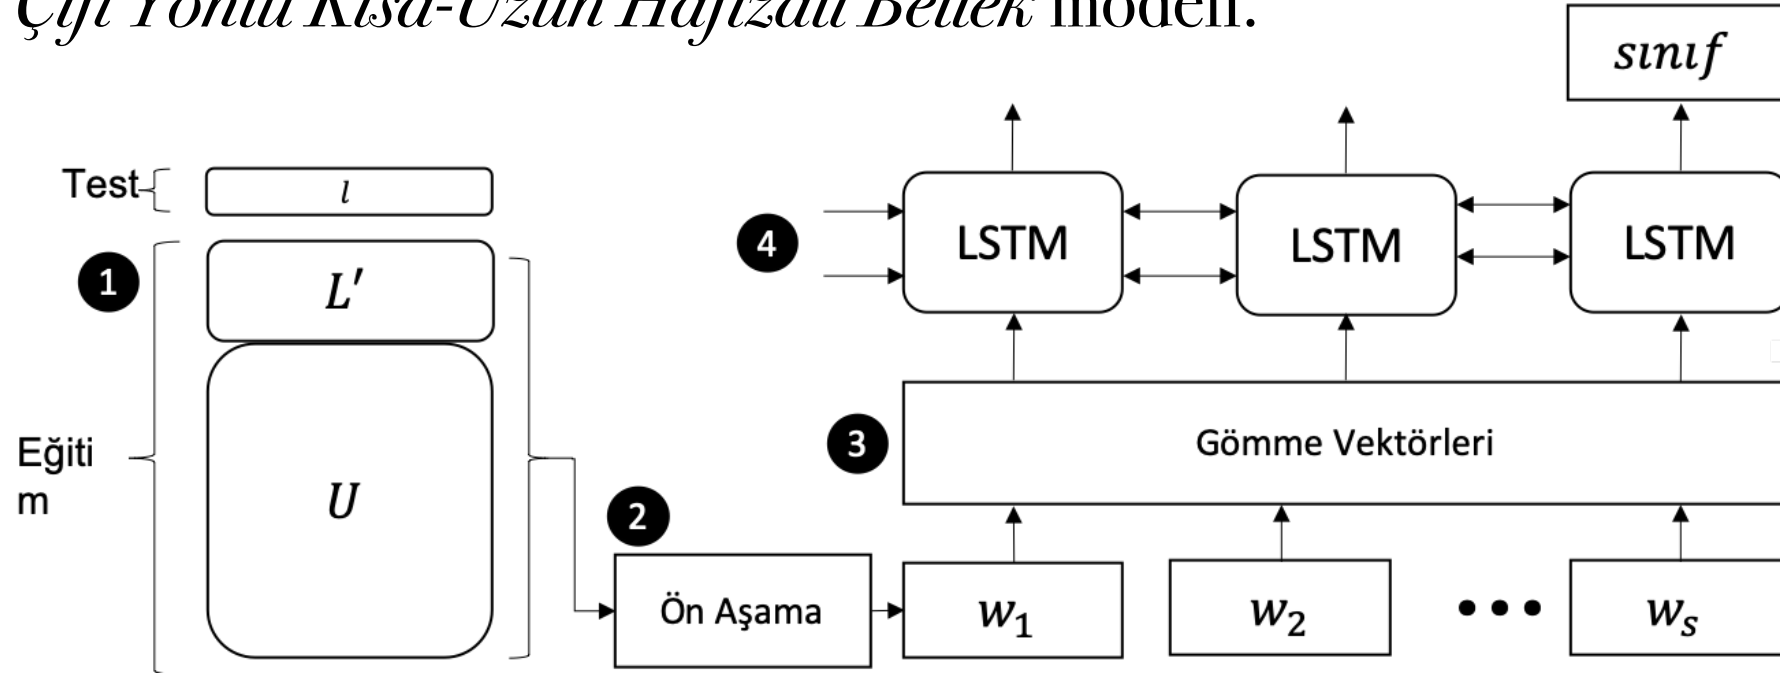 Çift Yönlü Kısa-Uzun Hafızalı Bellek modeli.
sınıf
Test
l
1
L′
4
LSTM
LSTM
LSTM
Eğiti
m
U
3
Gömme Vektörleri
2
Ön Aşama
w₁
w₂
•••
wₛ